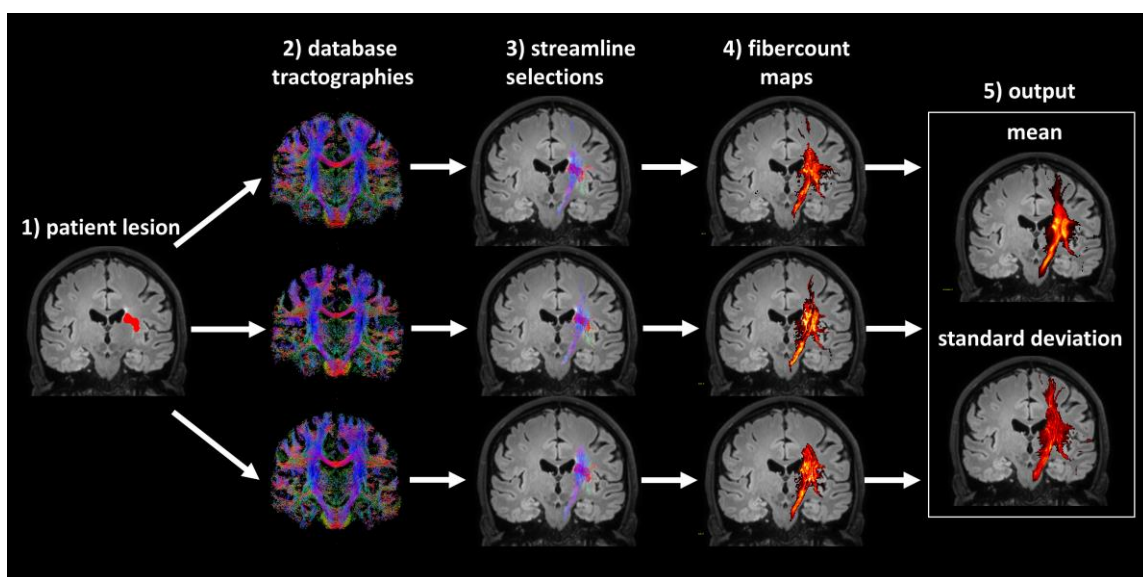 1) patient lesion
2) database
tractographies
3) streamline
selections
4) fibercount
maps
5) output
mean
standard deviation